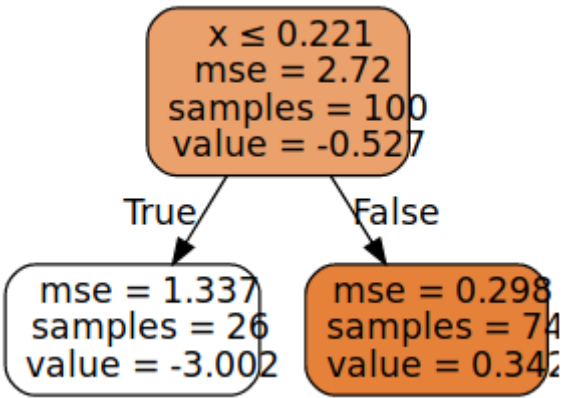 x ≤ 0.221
mse = 2.72
samples = 100
value = -0.527
True
False
mse = 1.337
samples = 26
value = -3.002
mse = 0.298
samples = 74
value = 0.342